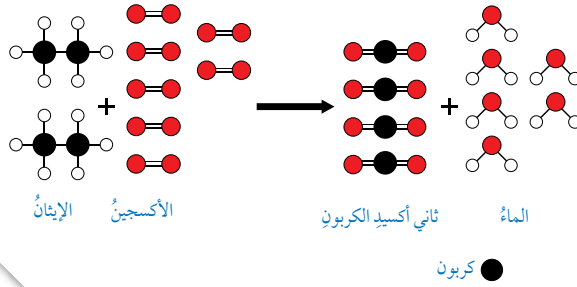 الإيثانُ
الأكسجينُ
ثاني أكسيدِ الكربونِ
الماءُ
كربون